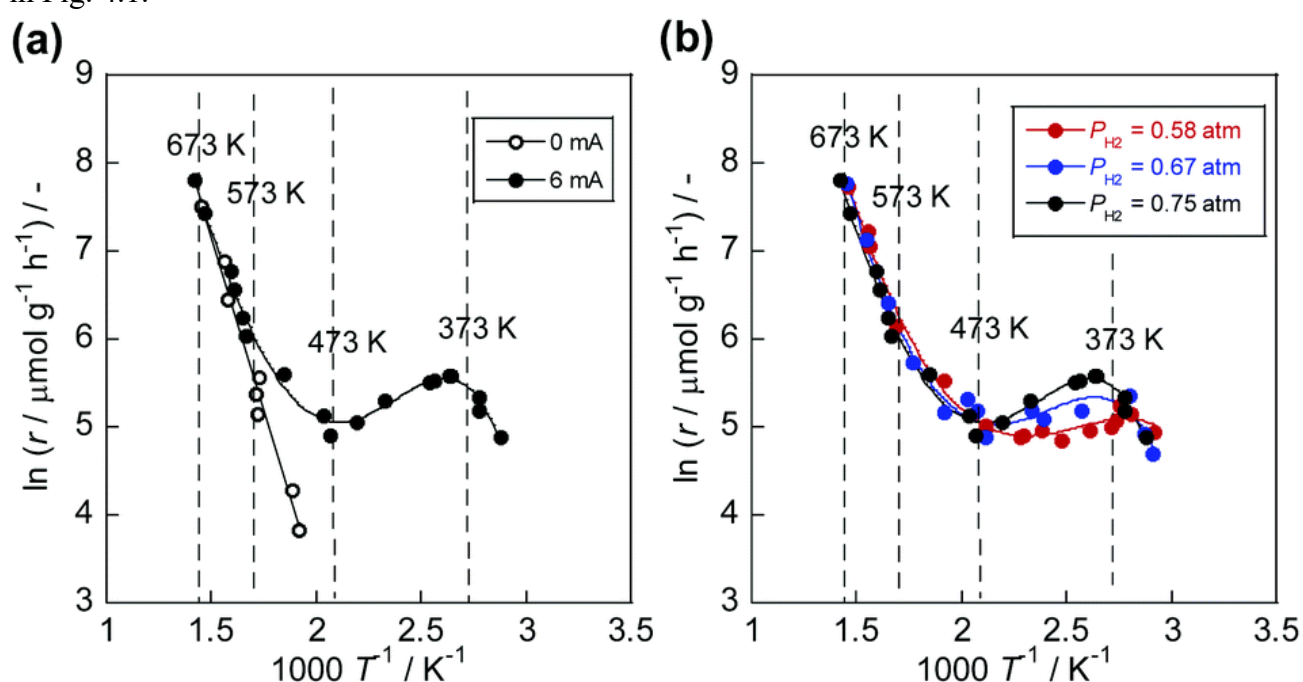 in Fig. 4.1.
(a)
9
8
7
6
5
4
3
673 K
573 K
473 K
373 K
0 mA
6 mA
ln (r / μmol g⁻¹ h⁻¹) / -
1 1.5 2 2.5 3 3.5
1000 T⁻¹ / K⁻¹
(b)
9
8
7
6
5
4
3
673 K
573 K
473 K
373 K
P_H2 = 0.58 atm
P_H2 = 0.67 atm
P_H2 = 0.75 atm
ln (r / μmol g⁻¹ h⁻¹) / -
1 1.5 2 2.5 3 3.5
1000 T⁻¹ / K⁻¹